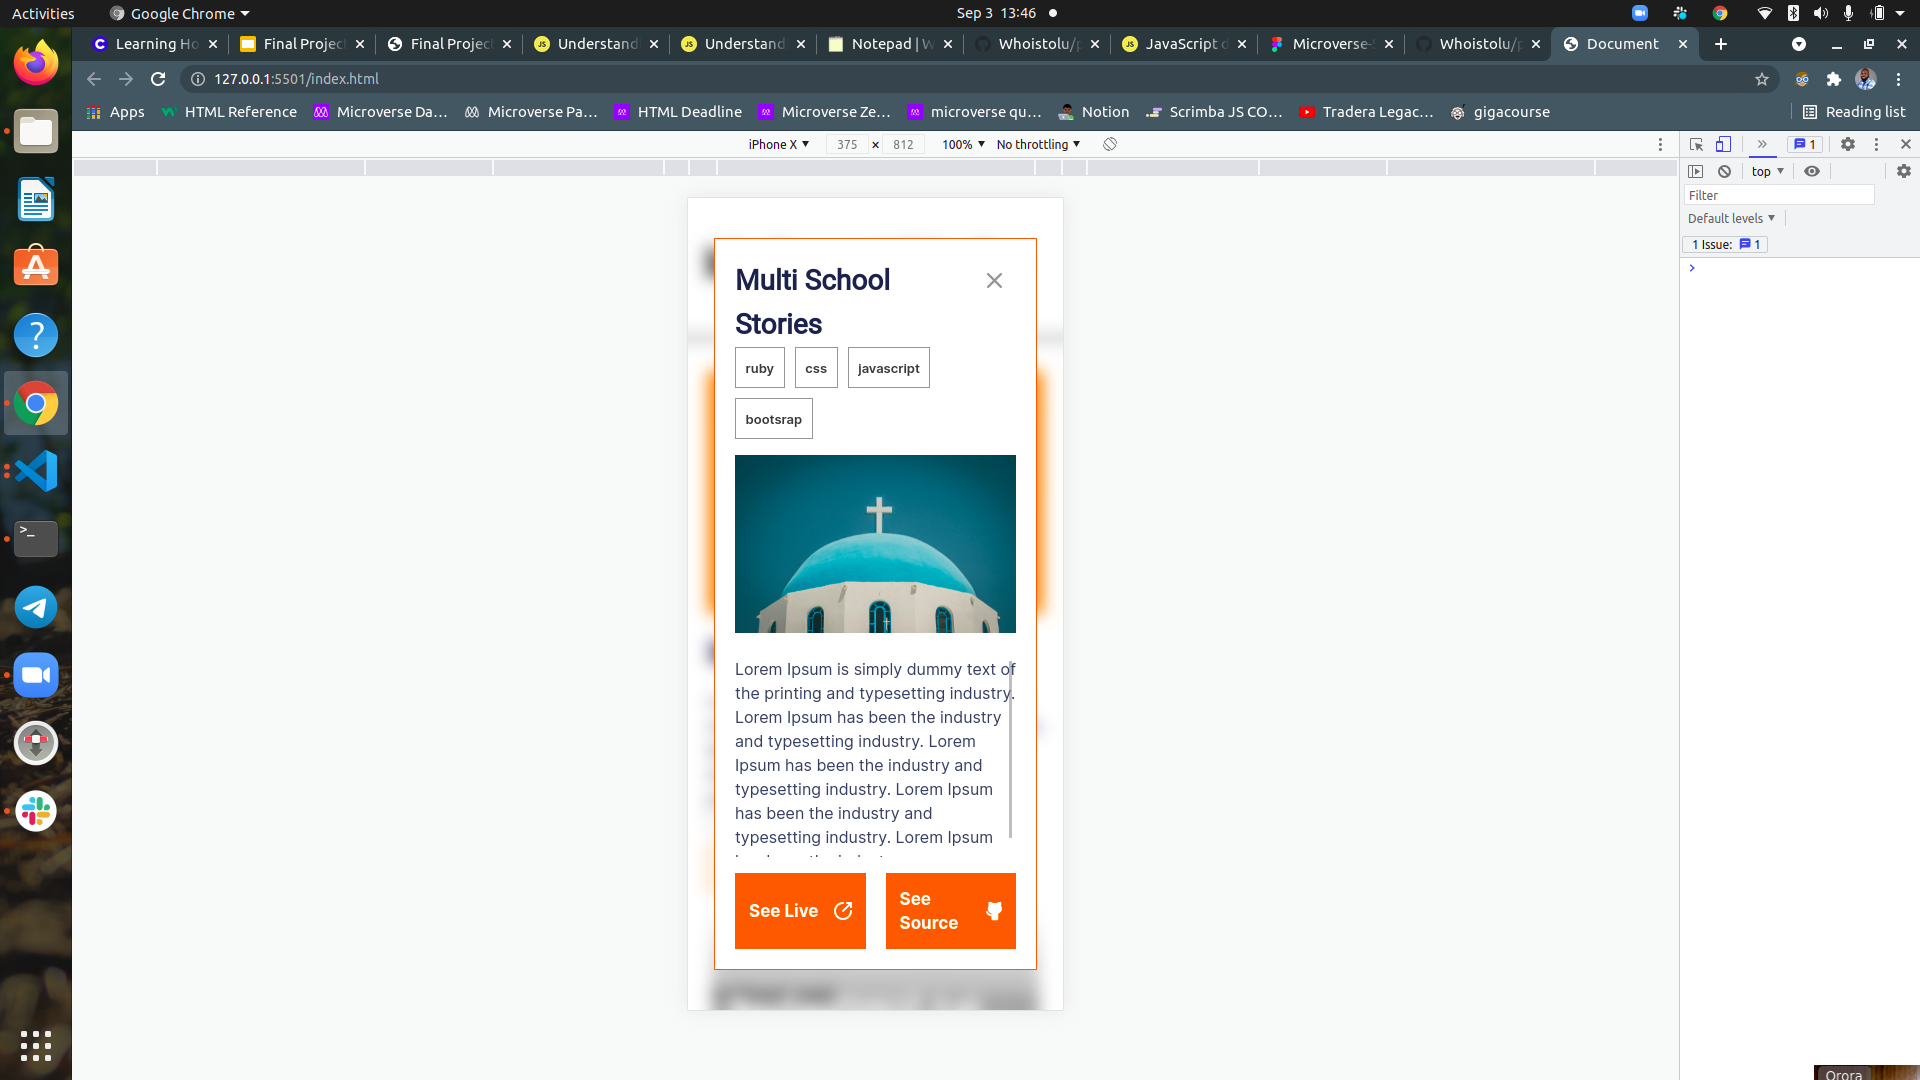 Activities
Google Chrome
Sep 3 13:46
Learning Ho
Final Projec
Final Projec
Understand
Understand
Notepad | W
Whoistolu/p
JavaScript d
Microverse-
Whoistolu/p
Document
127.0.0.1:5501/index.html
Apps
HTML Reference
Microverse Da...
Microverse Pa...
HTML Deadline
Microverse Ze...
microverse qu...
Notion
Scrimba JS CO...
Tradera Legac...
gigacourse
Reading list
iPhone X
375 × 812
100%
No throttling
1
top
Filter
Default levels
1 Issue: 1
Multi School
Stories
ruby
css
javascript
bootsrap
Lorem Ipsum is simply dummy text of
the printing and typesetting industry.
Lorem Ipsum has been the industry
and typesetting industry. Lorem
Ipsum has been the industry and
typesetting industry. Lorem Ipsum
has been the industry and
typesetting industry. Lorem Ipsum
See Live
See
Source
Orora